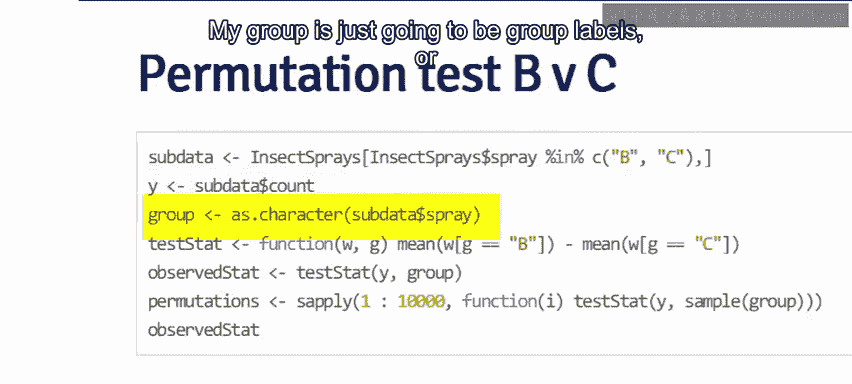 My group is just going to be group labels,
or
Permutation test B v C
subdata <- InsectSprays[InsectSprays$spray %in% c("B", "C"),]
y <- subdata$count
group <- as.character(subdata$spray)
testStat <- function(w, g) mean(w[g == "B"]) - mean(w[g == "C"])
observedStat <- testStat(y, group)
permutations <- sapply(1 : 10000, function(i) testStat(y, sample(group)))
observedStat